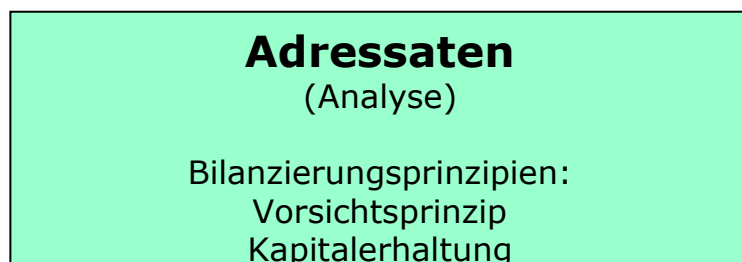 Adressaten
(Analyse)
Bilanzierungsprinzipien:
Vorsichtsprinzip
Kapitalerhaltung